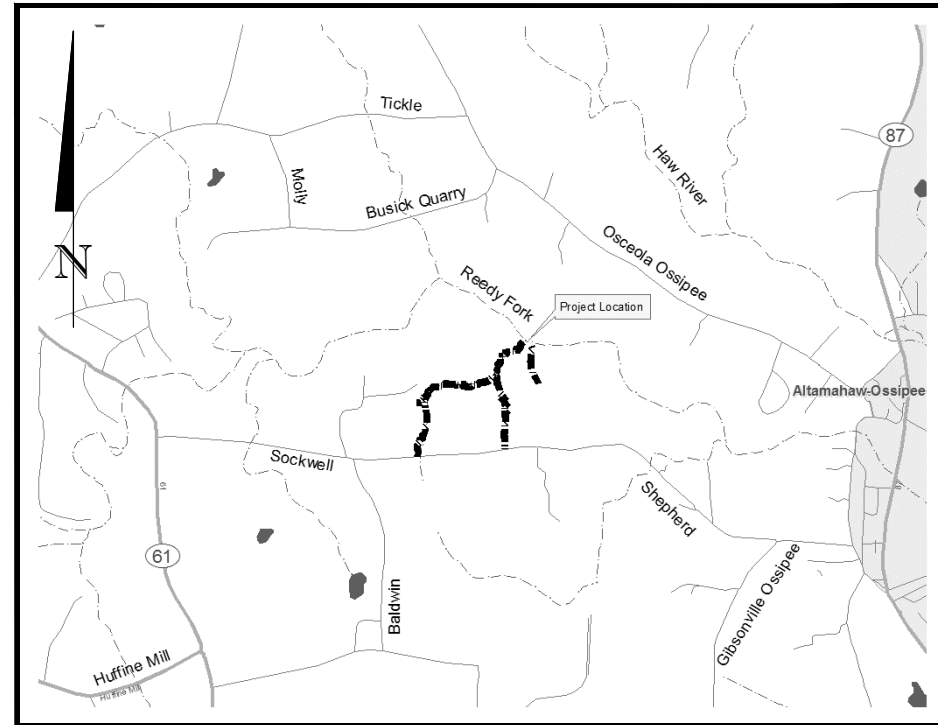 Tickle
87
Molly
Haw River
Busick Quarry
Osceola Ossipee
N
Reedy Fork
Project Location
Altamahaw-Ossipee
Sockwell
61
Shepherd
61
Baldwin
Gibsonville Ossipee
Huffine Mill
Huffine Mill